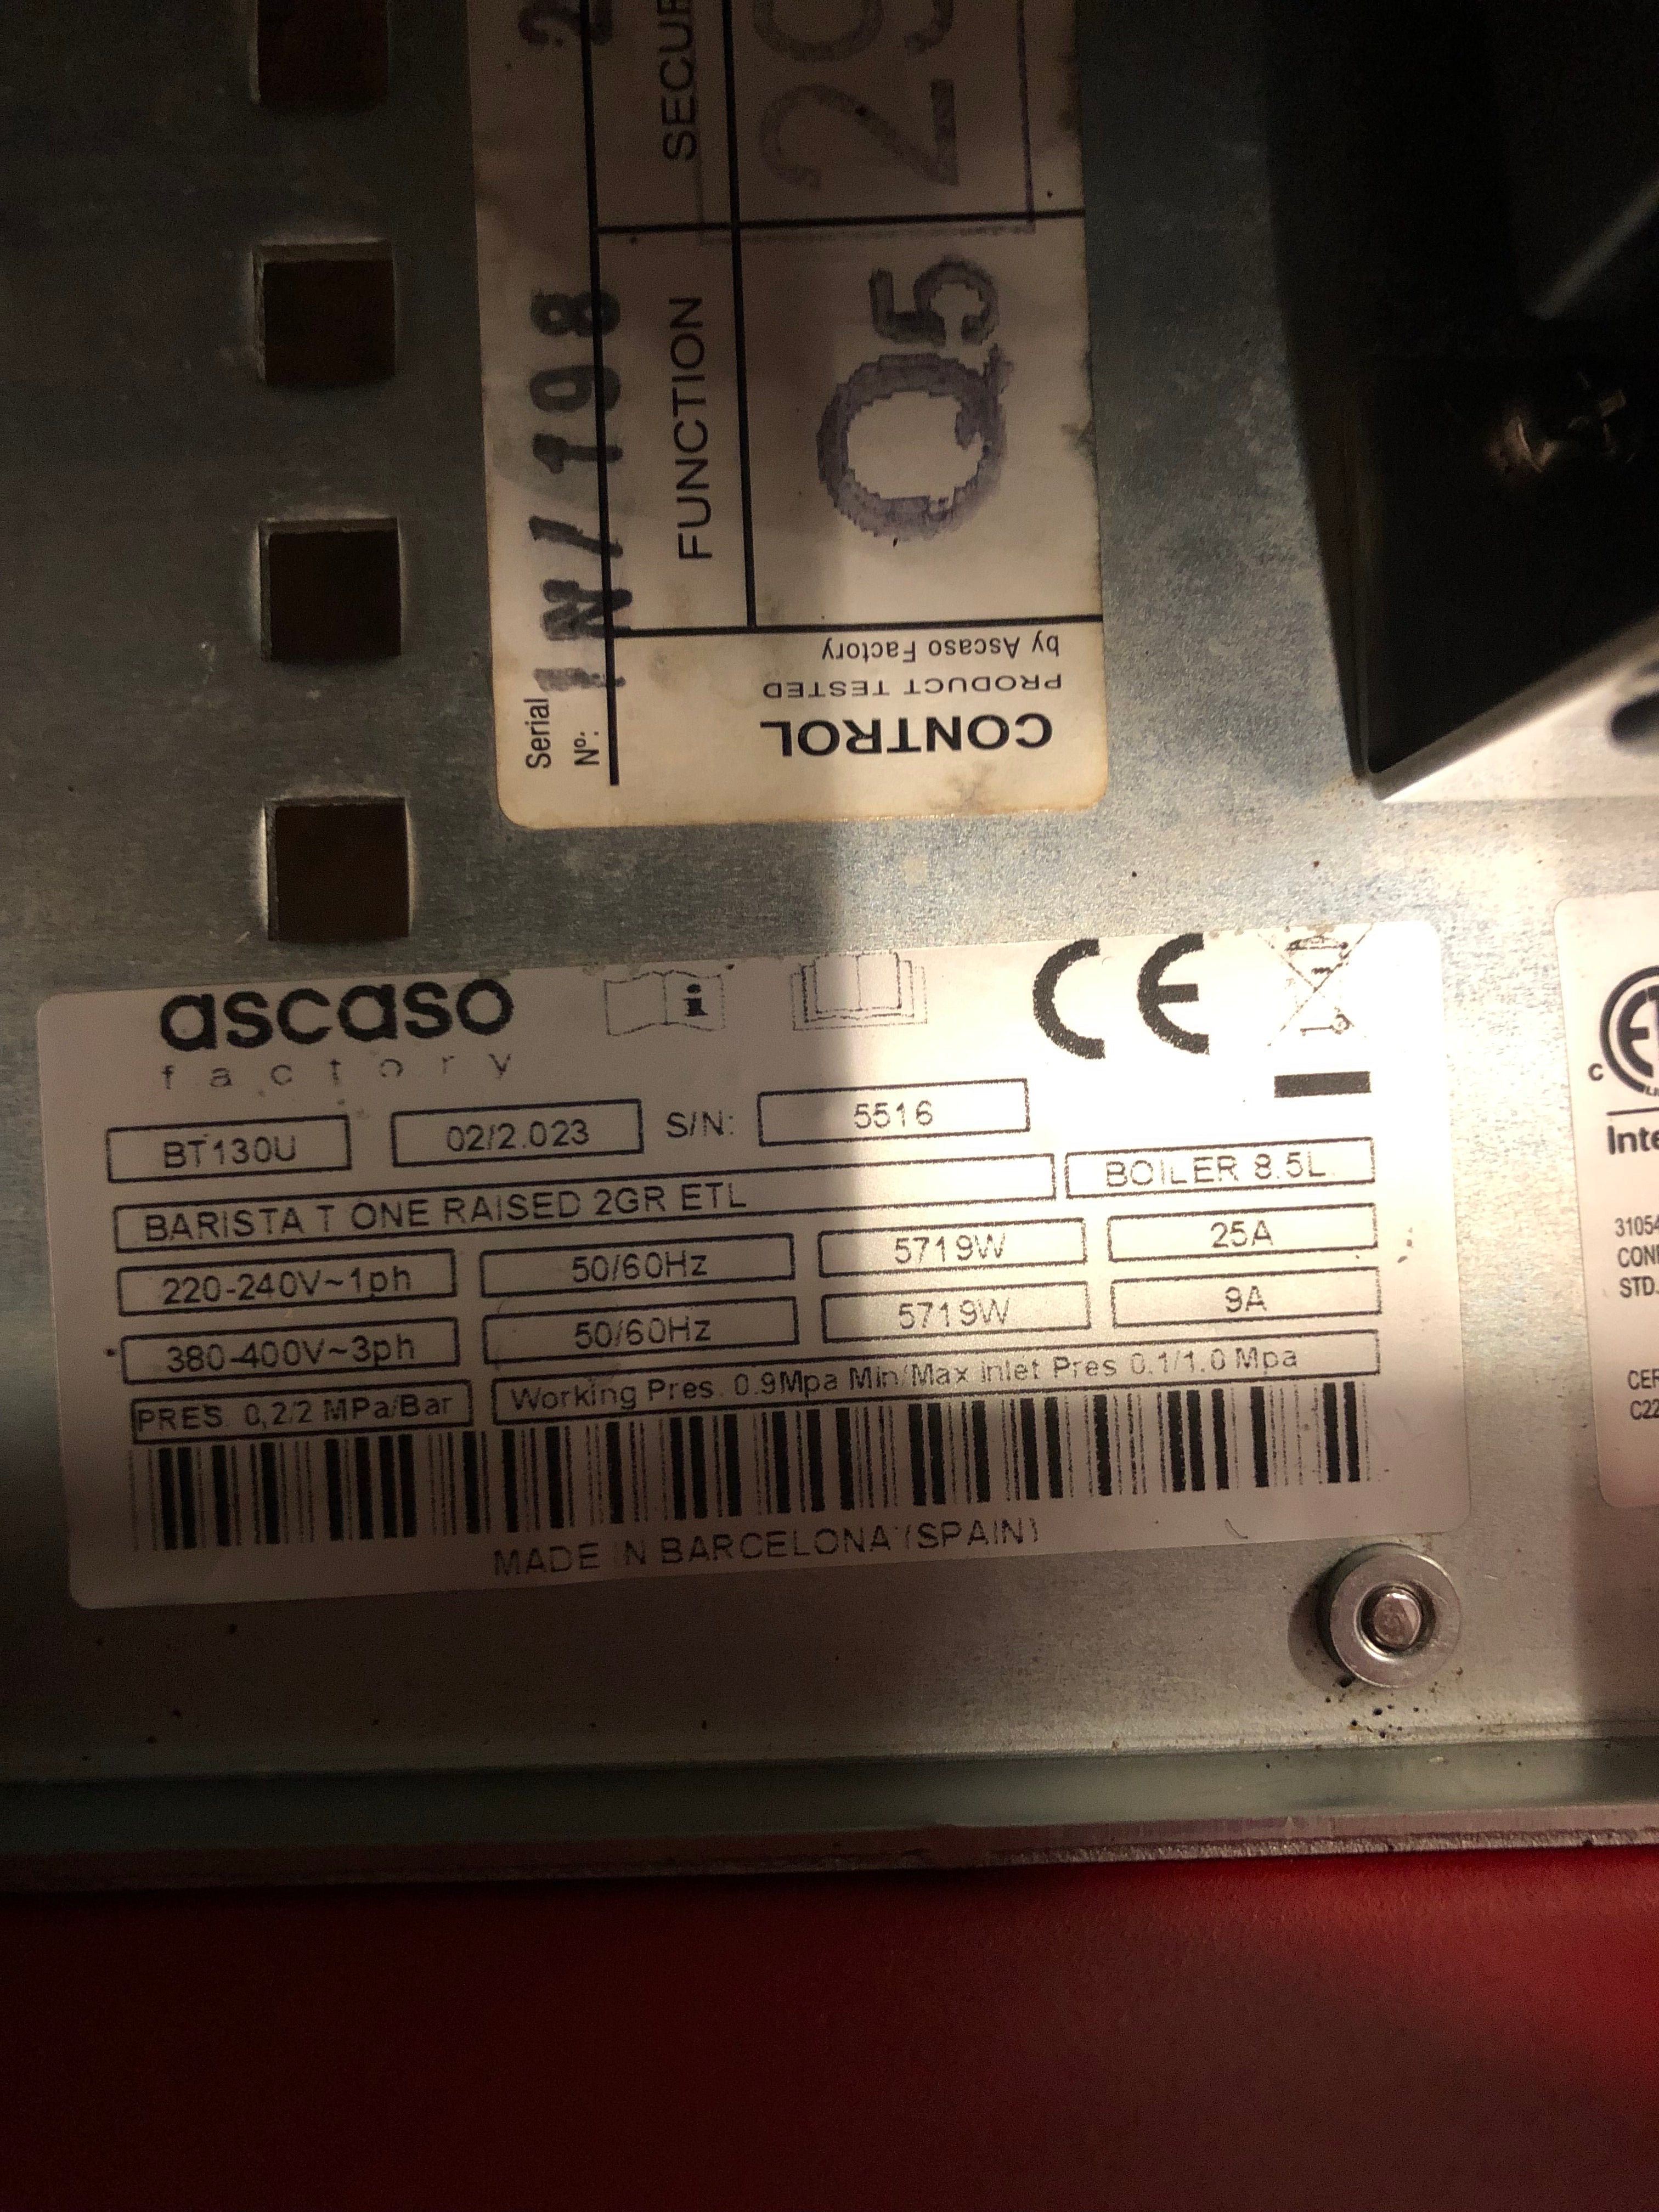 Serial Nº: 1N/198
FUNCTION
SECUR
Q5
29
CONTROL
PRODUCT TESTED
by Ascaso Factory
ascaso
factory
CE
BT130U 02/2.023 S/N: 5516
BARISTA T ONE RAISED 2GR ETL BOILER 8.5L
220-240V~1ph 50/60Hz 5719W 25A
380-400V~3ph 50/60Hz 5719W 9A
PRES. 0,2/2 MPa/Bar Working Pres. 0.9Mpa Min/Max inlet Pres 0.1/1.0 Mpa
MADE IN BARCELONA (SPAIN)
C
Inte
31054
CON
STD.
CER
C22